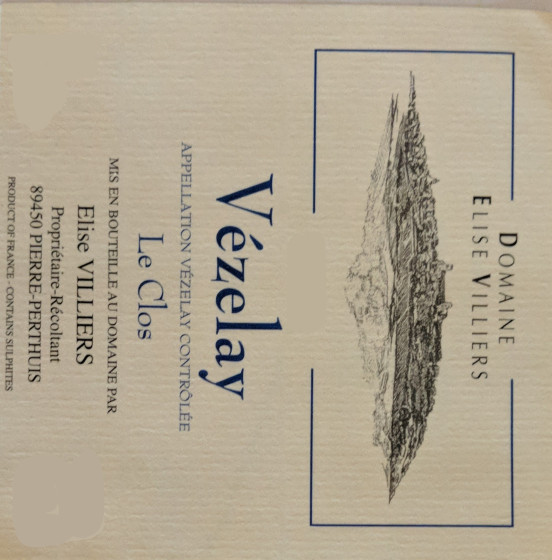 DOMAINE
ELISE VILLIERS
Vézelay
APPELLATION VÉZELAY CONTRÔLÉE
Le Clos
MIS EN BOUTEILLE AU DOMAINE PAR
Elise VILLIERS
Propriétaire-Récoltant
89450 PIERRE-PERTHUIS
PRODUCT OF FRANCE - CONTAINS SULPHITES